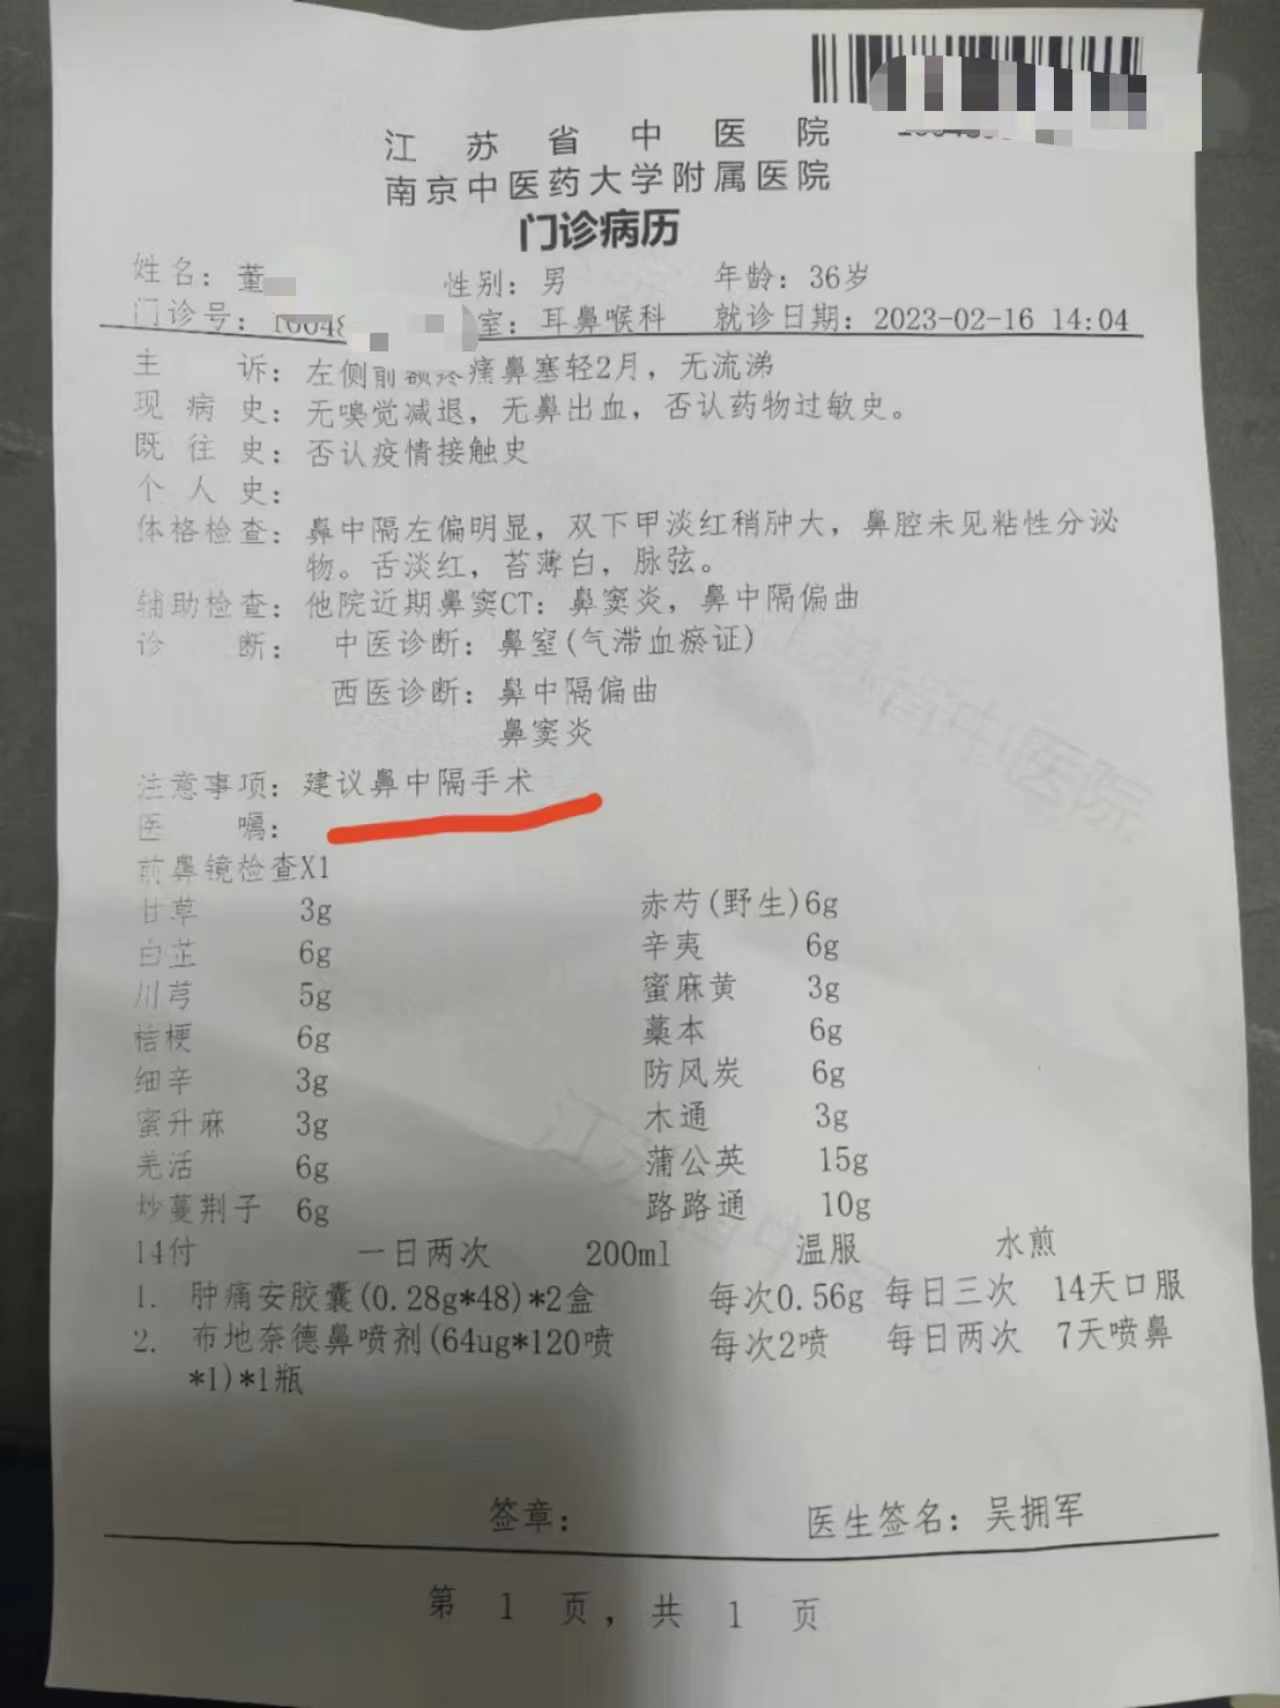 江苏省中医院
南京中医药大学附属医院
门诊病历
姓名：董 性别：男 年龄：36岁
门诊号：10048 室：耳鼻喉科 就诊日期：2023-02-16 14:04
主诉：左侧前额疼痛鼻塞轻2月，无流涕
现病史：无嗅觉减退，无鼻出血，否认药物过敏史。
既往史：否认疫情接触史
个人史：
体格检查：鼻中隔左偏明显，双下甲淡红稍肿大，鼻腔未见粘性分泌
物。舌淡红，苔薄白，脉弦。
辅助检查：他院近期鼻窦CT：鼻窦炎，鼻中隔偏曲
诊断：中医诊断：鼻窒(气滞血瘀证)
西医诊断：鼻中隔偏曲
鼻窦炎
注意事项：建议鼻中隔手术
医嘱：
前鼻镜检查X1
甘草 3g 赤芍(野生)6g
白芷 6g 辛夷 6g
川芎 5g 蜜麻黄 3g
桔梗 6g 藁本 6g
细辛 3g 防风炭 6g
蜜升麻 3g 木通 3g
羌活 6g 蒲公英 15g
炒蔓荆子 6g 路路通 10g
14付 一日两次 200ml 温服 水煎
1. 肿痛安胶囊(0.28g*48)*2盒 每次0.56g 每日三次 14天口服
2. 布地奈德鼻喷剂(64ug*120喷 每次2喷 每日两次 7天喷鼻
*1)*1瓶
签章： 医生签名：吴拥军
第 1 页，共 1 页
江苏省中医院